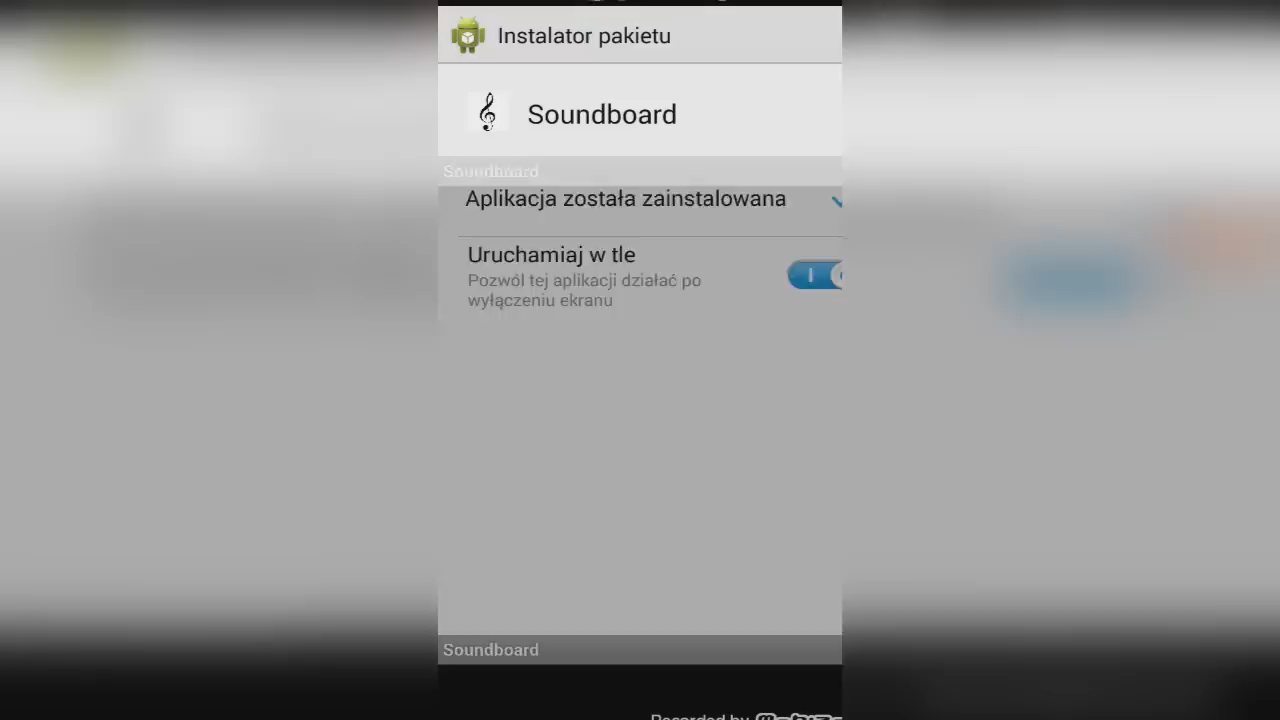 Instalator pakietu
Soundboard
Soundboard
Aplikacja została zainstalowana
Uruchamiaj w tle
Pozwól tej aplikacji działać po
wyłączeniu ekranu
Soundboard
Recorded by